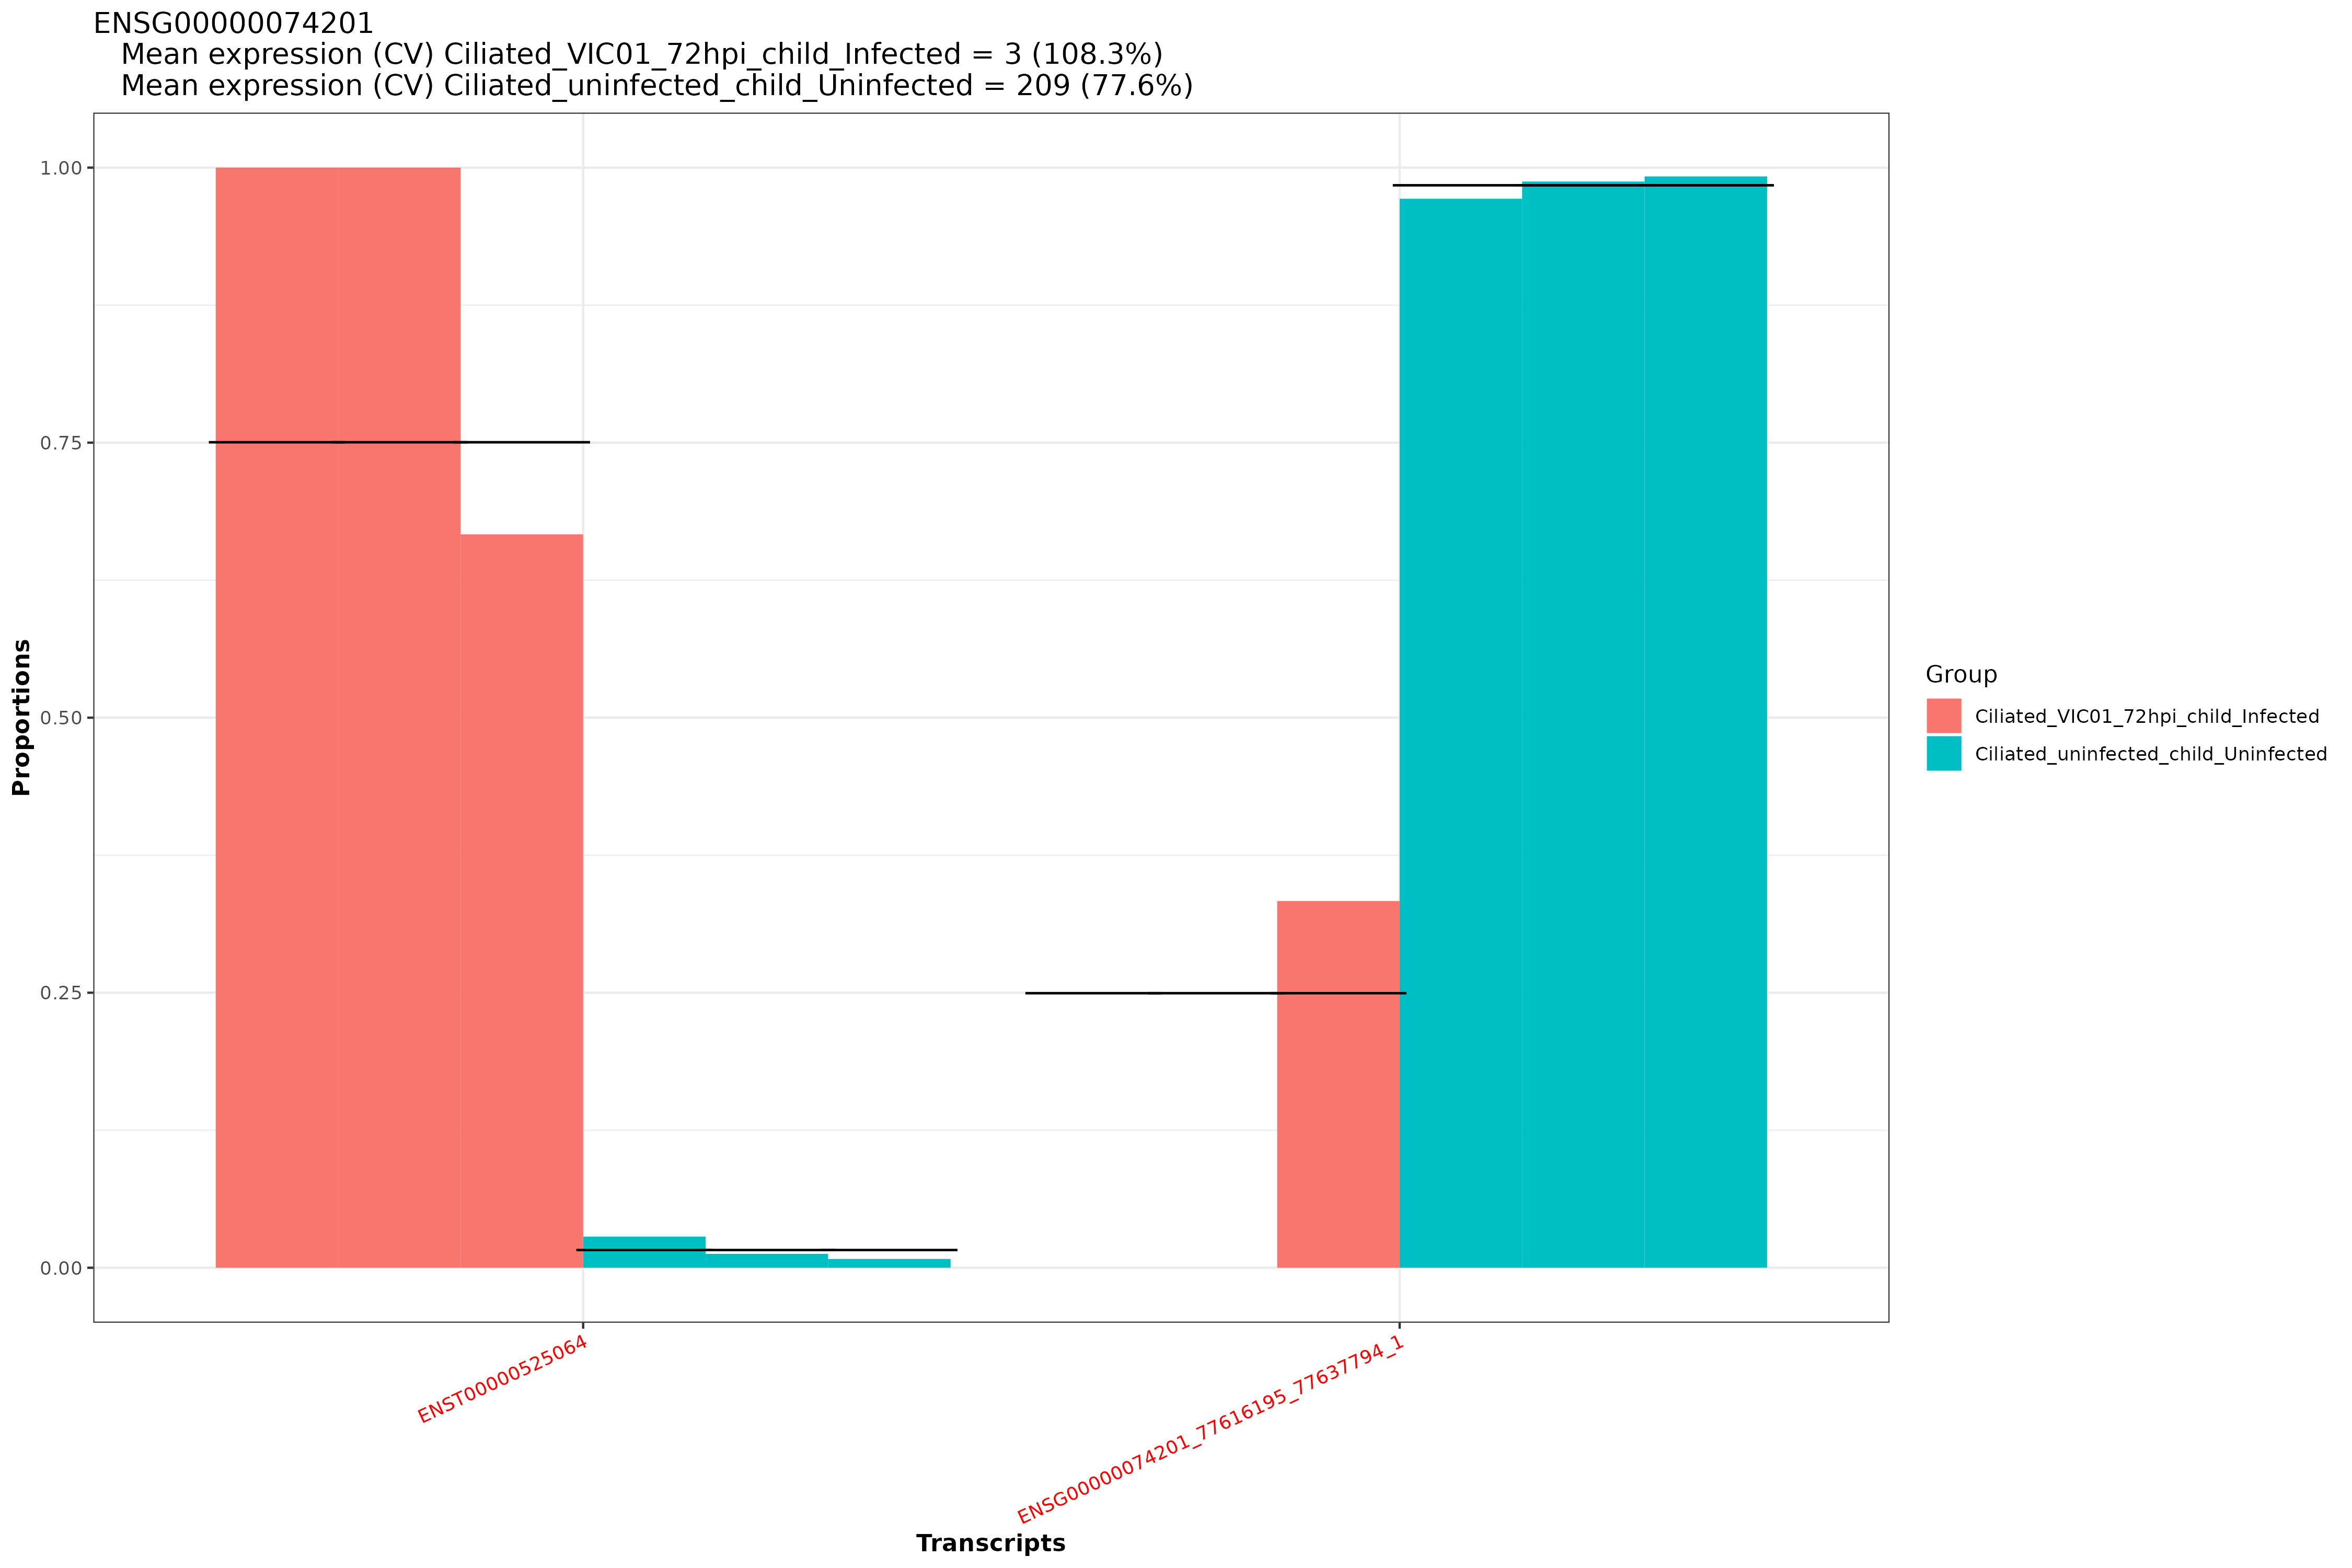 ENSG00000074201
Mean expression (CV) Ciliated_VIC01_72hpi_child_Infected = 3 (108.3%)
Mean expression (CV) Ciliated_uninfected_child_Uninfected = 209 (77.6%)
1.00
0.75
0.50
0.25
0.00
Proportions
ENST00000525064
ENSG00000074201_77616195_77637794_1
Transcripts
Group
Ciliated_VIC01_72hpi_child_Infected
Ciliated_uninfected_child_Uninfected